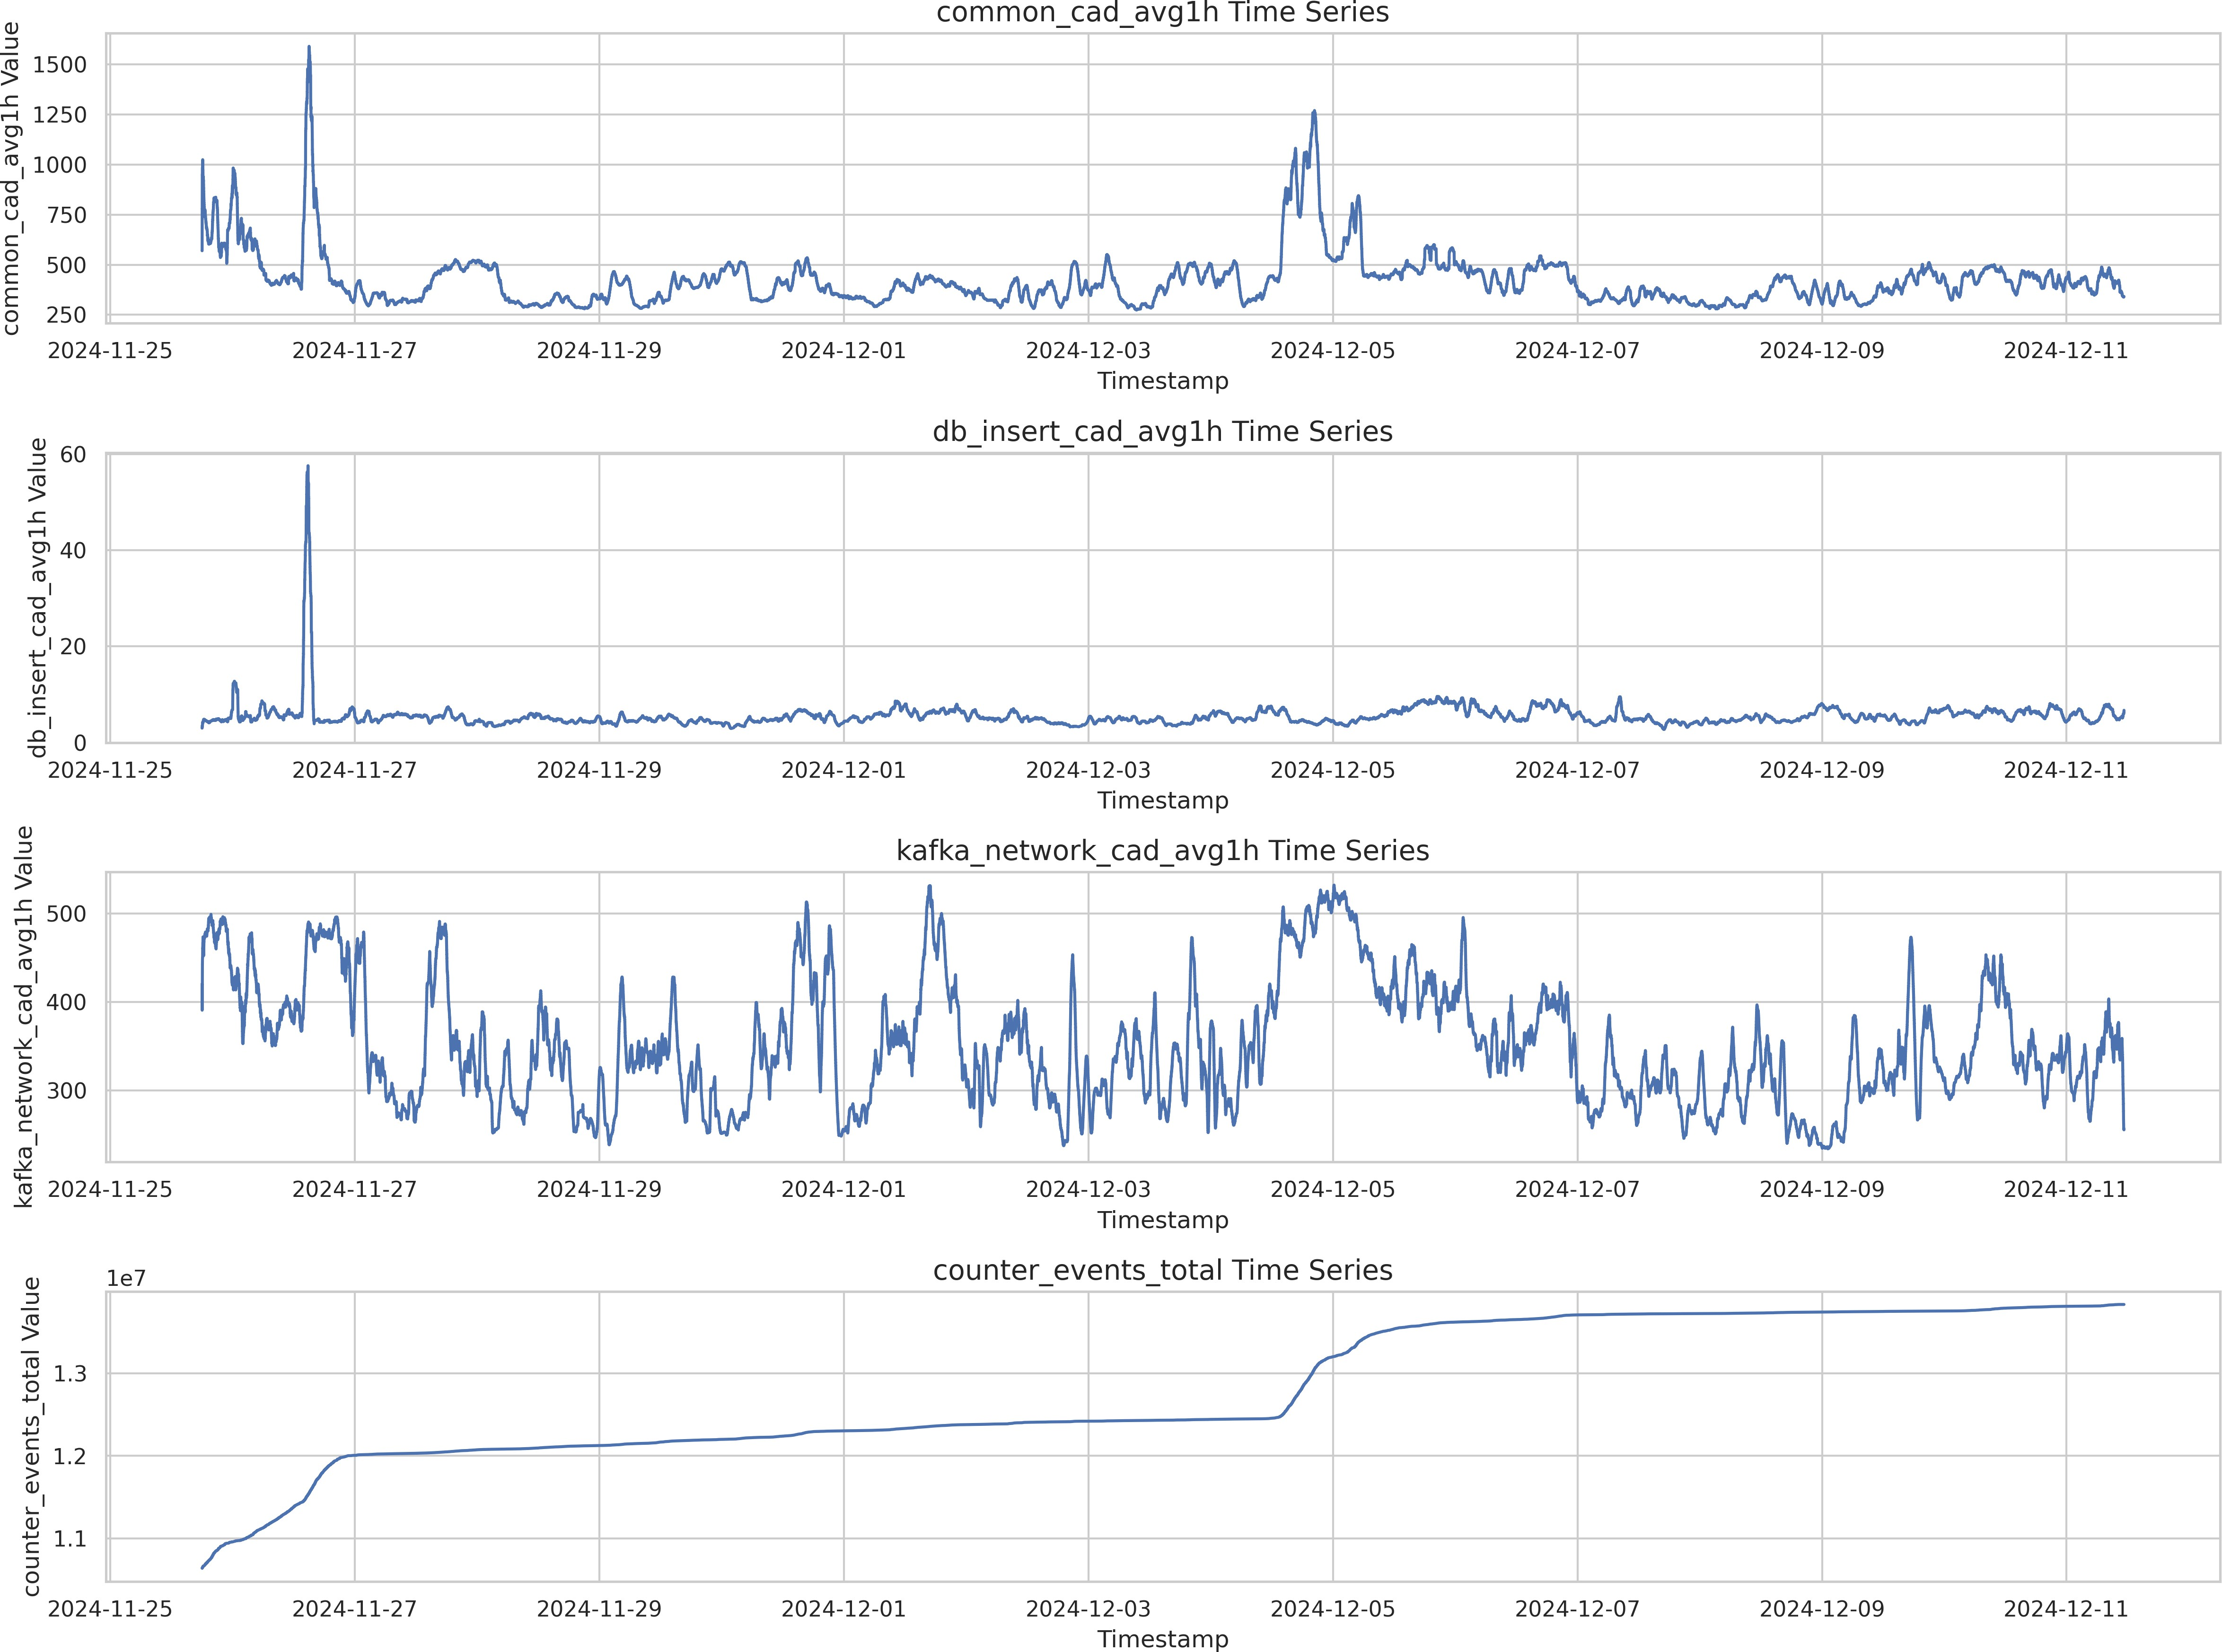 common_cad_avg1h Time Series
common_cad_avg1h Value
1500
1250
1000
750
500
250
2024-11-25 2024-11-27 2024-11-29 2024-12-01 2024-12-03 2024-12-05 2024-12-07 2024-12-09 2024-12-11
Timestamp
db_insert_cad_avg1h Time Series
db_insert_cad_avg1h Value
60
40
20
0
2024-11-25 2024-11-27 2024-11-29 2024-12-01 2024-12-03 2024-12-05 2024-12-07 2024-12-09 2024-12-11
Timestamp
kafka_network_cad_avg1h Time Series
kafka_network_cad_avg1h Value
500
400
300
2024-11-25 2024-11-27 2024-11-29 2024-12-01 2024-12-03 2024-12-05 2024-12-07 2024-12-09 2024-12-11
Timestamp
counter_events_total Time Series
1e7
counter_events_total Value
1.3
1.2
1.1
2024-11-25 2024-11-27 2024-11-29 2024-12-01 2024-12-03 2024-12-05 2024-12-07 2024-12-09 2024-12-11
Timestamp